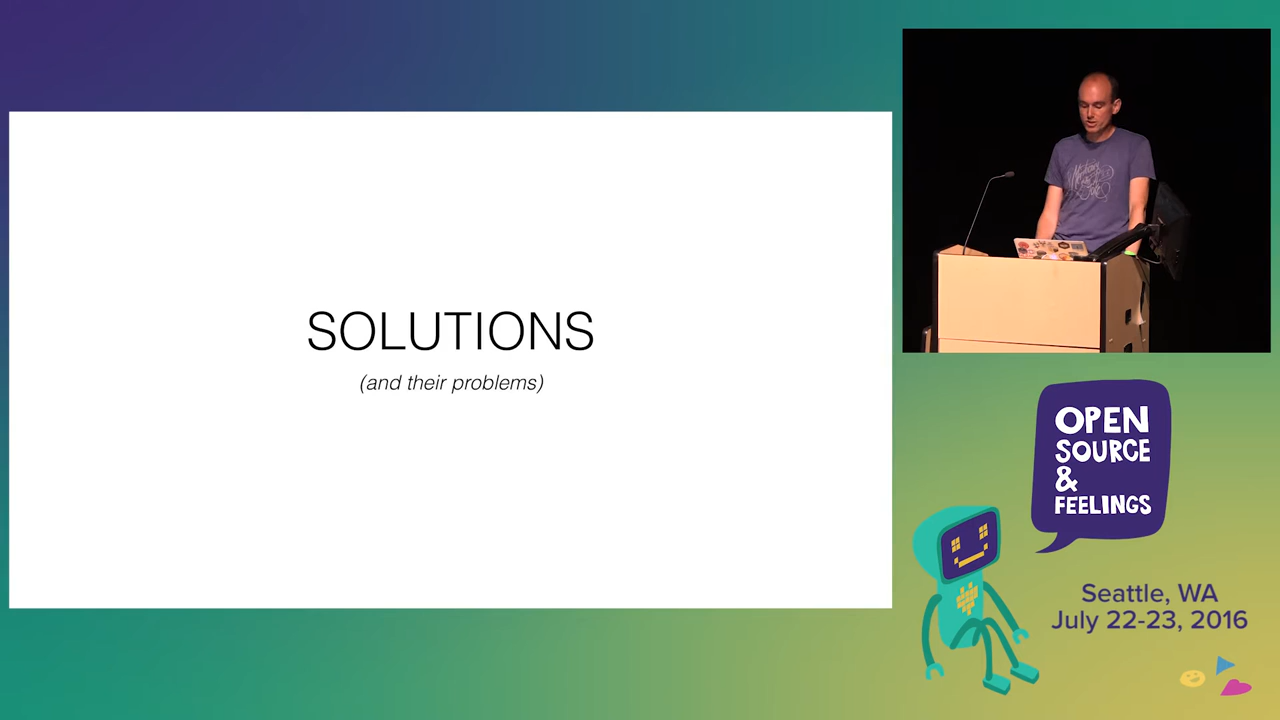 SOLUTIONS
(and their problems)
OPEN
SOURCE
&
FEELINGS
Seattle, WA
July 22-23, 2016